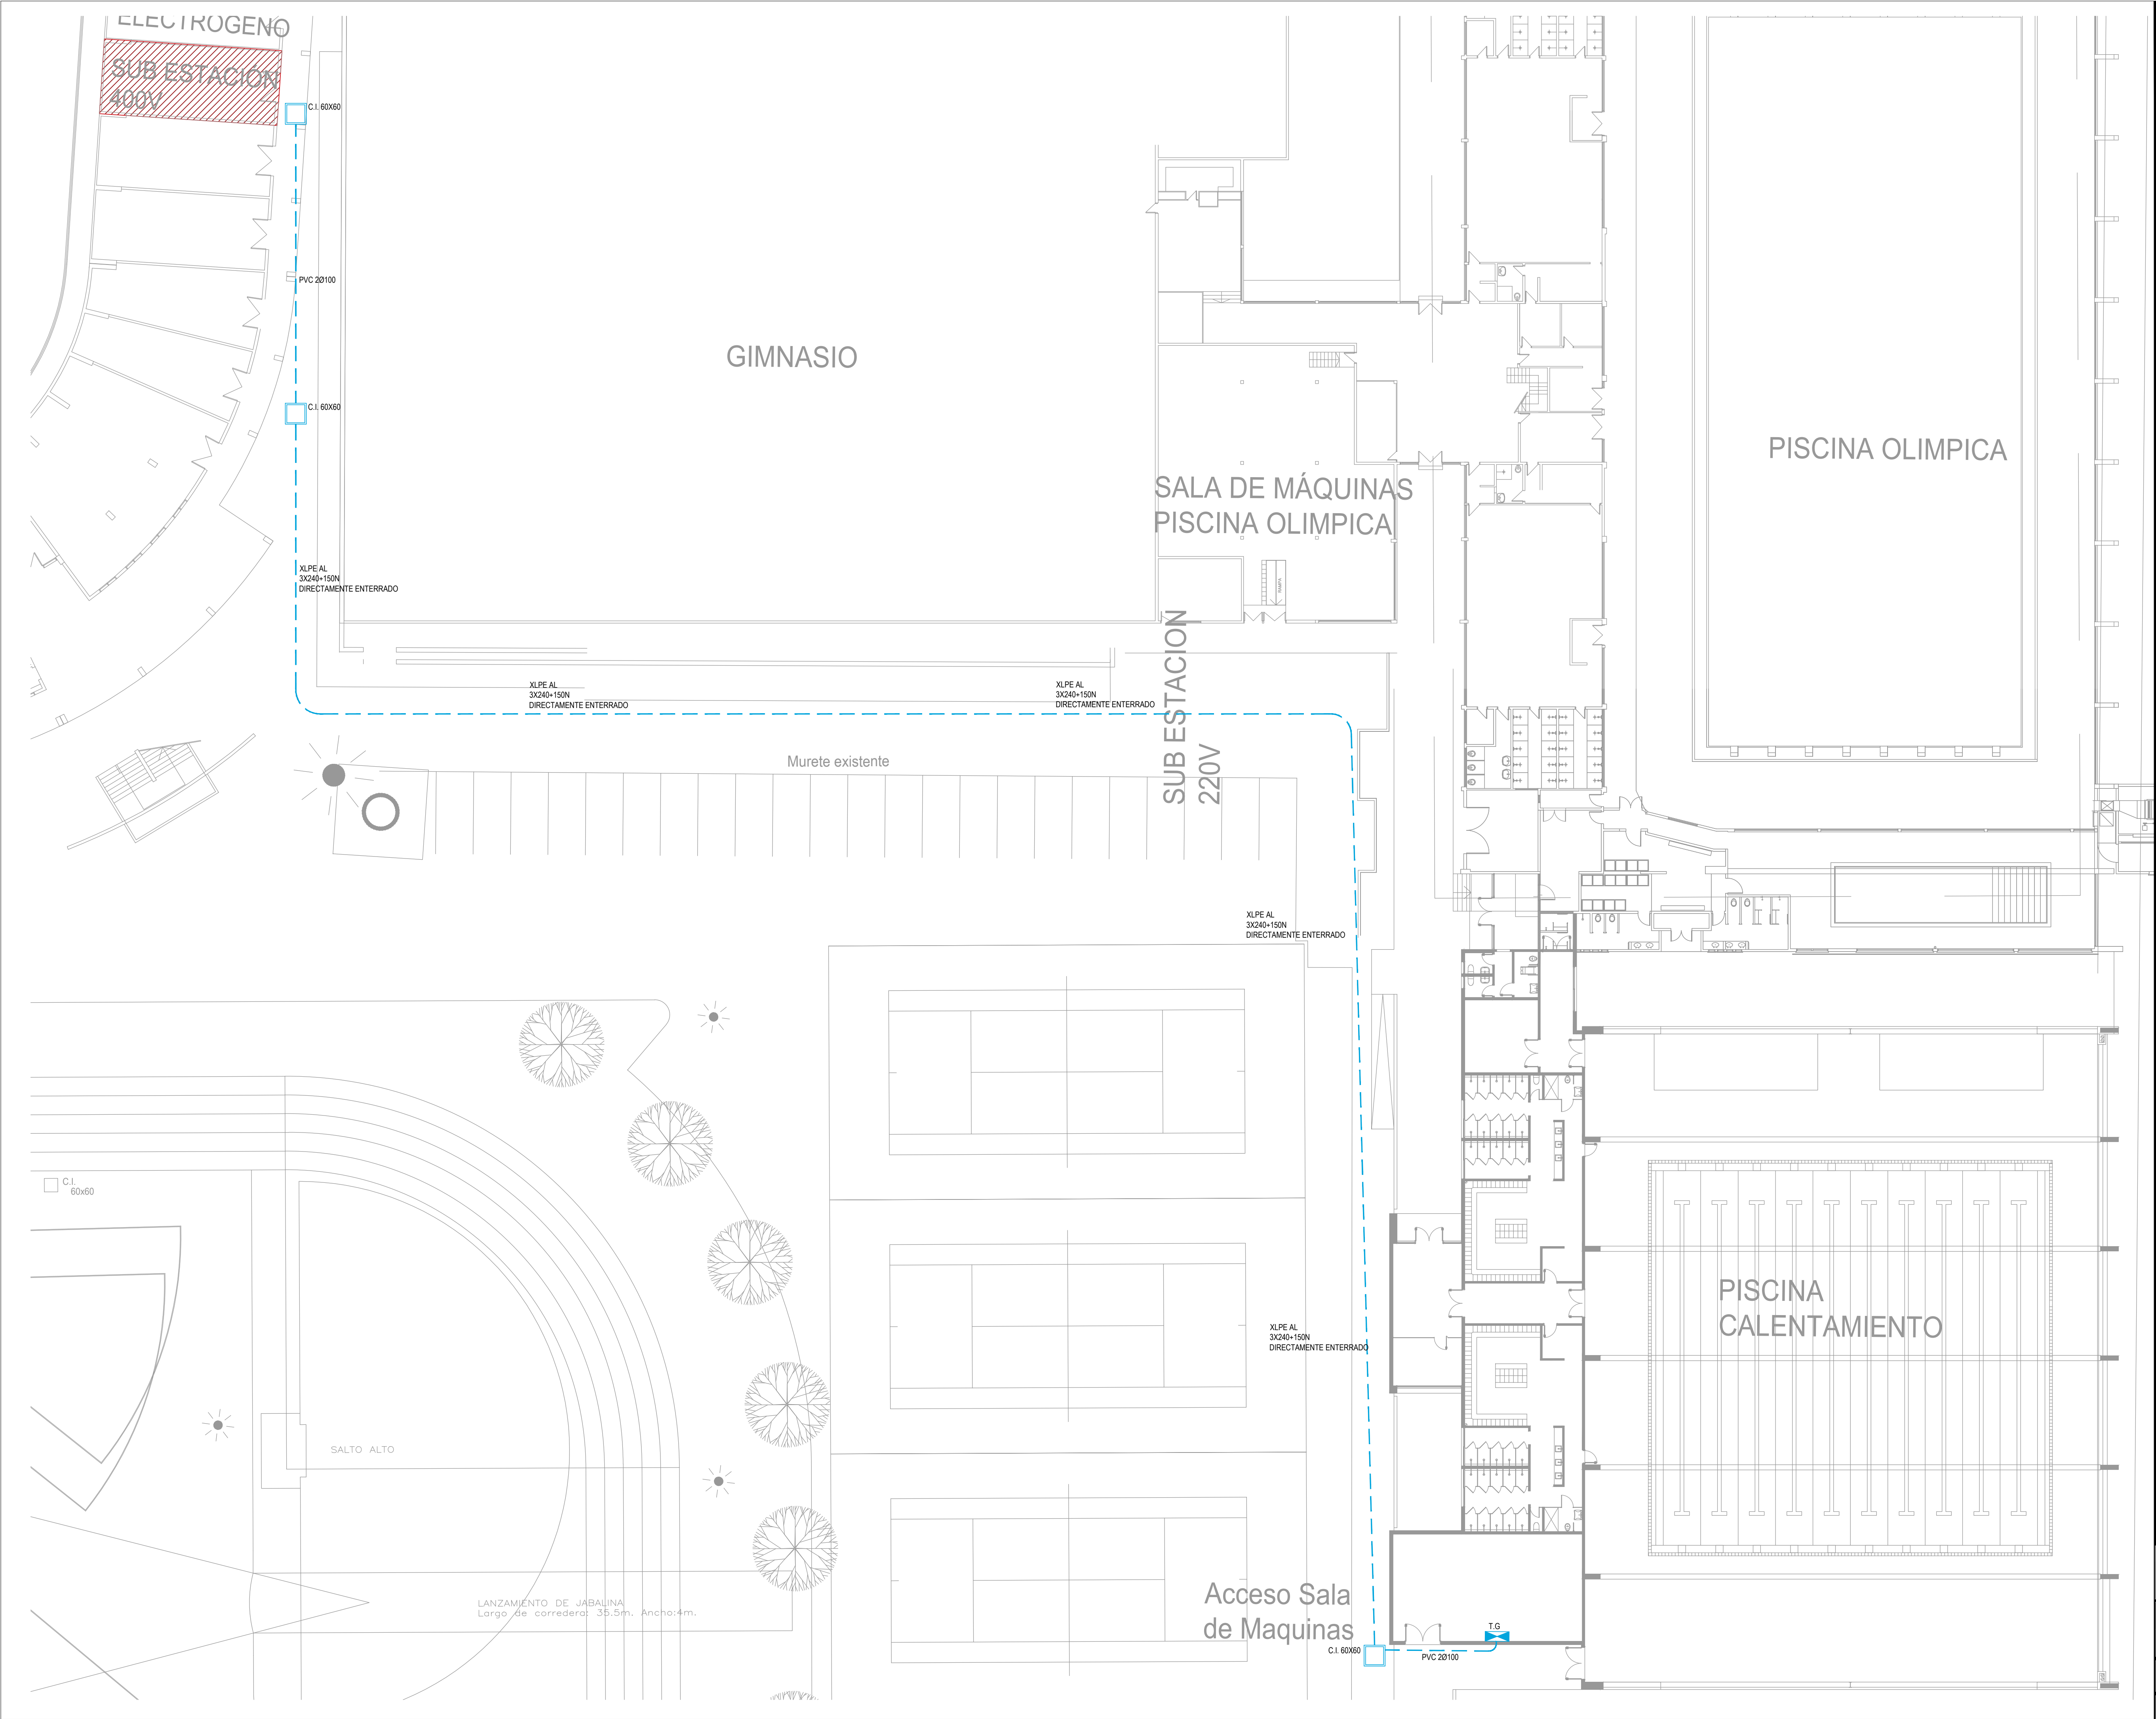 ELECTROGENO
SUB ESTACIÓN
400V
C.I. 60X60
PVC 2Ø100
GIMNASIO
C.I. 60X60
PISCINA OLIMPICA
SALA DE MÁQUINAS
PISCINA OLIMPICA
XLPE AL
3X240+150N
DIRECTAMENTE ENTERRADO
RAMPA
SUB ESTACION
220V
XLPE AL
3X240+150N
DIRECTAMENTE ENTERRADO
XLPE AL
3X240+150N
DIRECTAMENTE ENTERRADO
Murete existente
XLPE AL
3X240+150N
DIRECTAMENTE ENTERRADO
C.I.
60x60
PISCINA
CALENTAMIENTO
XLPE AL
3X240+150N
DIRECTAMENTE ENTERRADO
SALTO ALTO
LANZAMIENTO DE JABALINA
Largo de corredera: 35.5m. Ancho:4m.
Acceso Sala
de Maquinas
T.G
C.I. 60X60
PVC 2Ø100